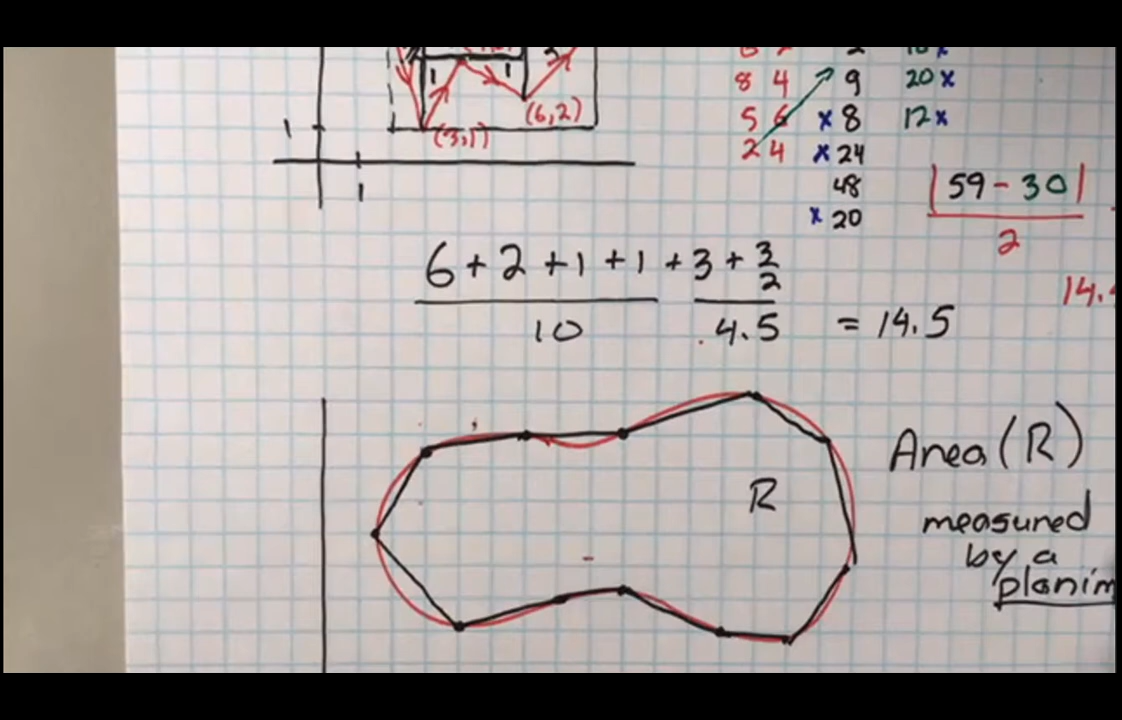 8 4 9 20 x
1 1 (6,2) 5 6 x 8 12 x
1 (3,1) 2 4 x 24
48 |59 - 30|
1 x 20 2
6 + 2 + 1 + 1 + 3 + 3/2 14.
10 4.5 = 14.5
Area (R)
R
measured
by a
planim